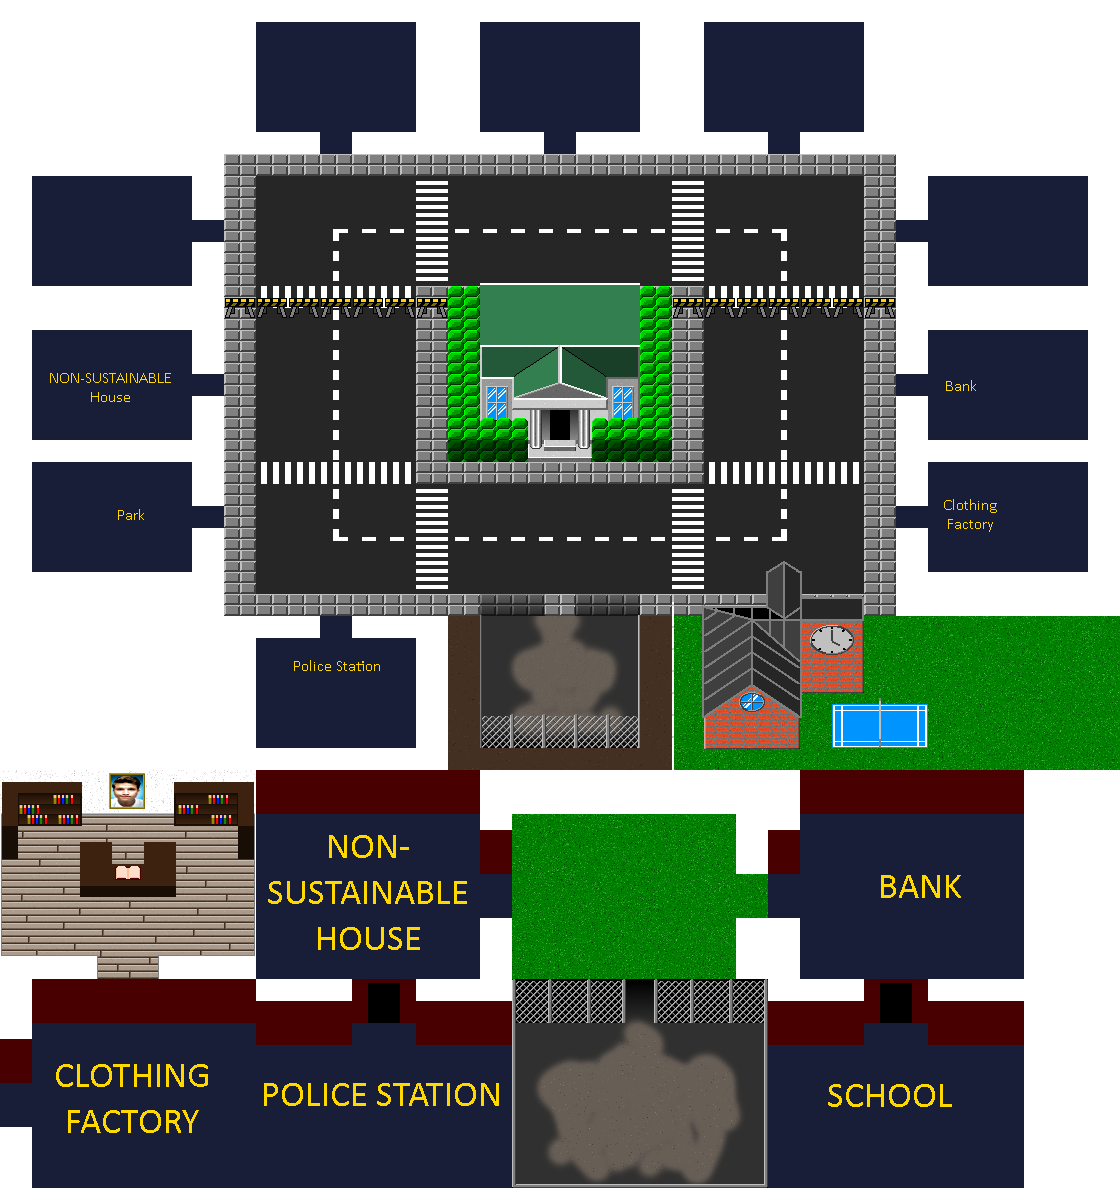 NON-SUSTAINABLE
House
Bank
Park
Clothing
Factory
Police Station
NON-
SUSTAINABLE
HOUSE
BANK
CLOTHING
FACTORY
POLICE STATION
SCHOOL